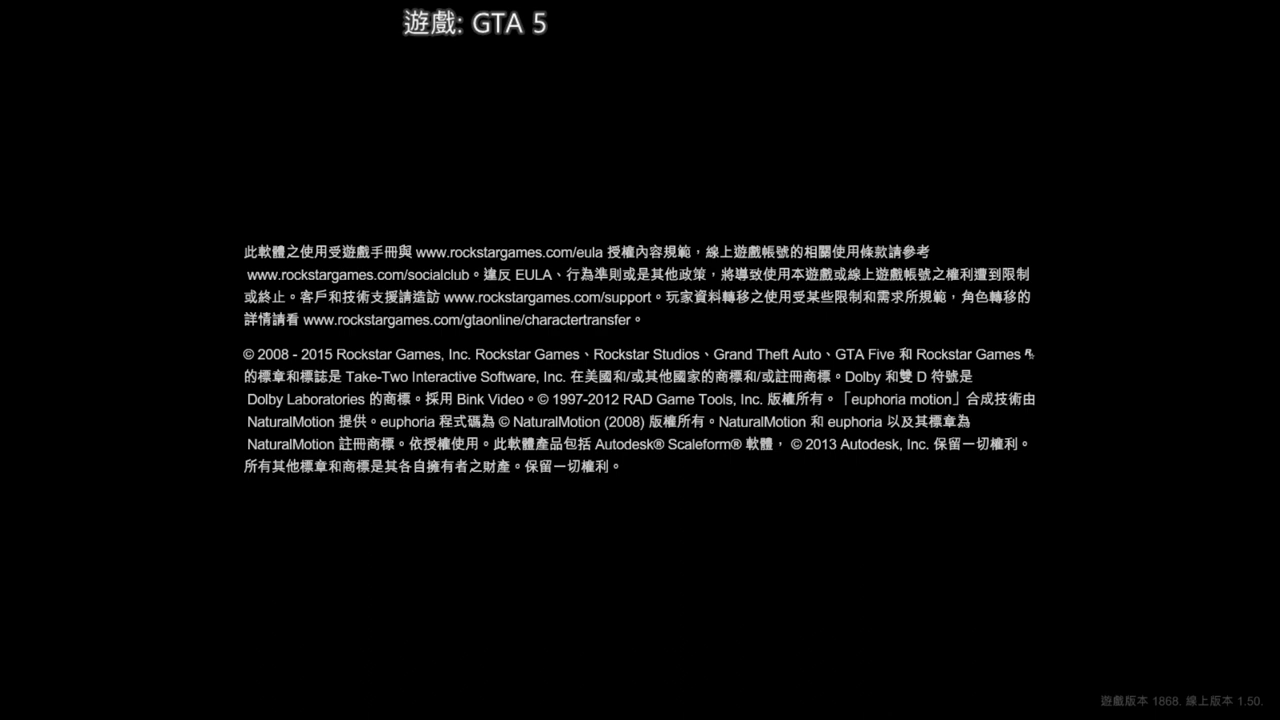 遊戲: GTA 5
此軟體之使用受遊戲手冊與 www.rockstargames.com/eula 授權內容規範，線上遊戲帳號的相關使用條款請參考
www.rockstargames.com/socialclub。違反 EULA、行為準則或是其他政策，將導致使用本遊戲或線上遊戲帳號之權利遭到限制
或終止。客戶和技術支援請造訪 www.rockstargames.com/support。玩家資料轉移之使用受某些限制和需求所規範，角色轉移的
詳情請看 www.rockstargames.com/gtaonline/charactertransfer。
© 2008 - 2015 Rockstar Games, Inc. Rockstar Games、Rockstar Studios、Grand Theft Auto、GTA Five 和 Rockstar Games
的標章和標誌是 Take-Two Interactive Software, Inc. 在美國和/或其他國家的商標和/或註冊商標。Dolby 和雙 D 符號是
Dolby Laboratories 的商標。採用 Bink Video。© 1997-2012 RAD Game Tools, Inc. 版權所有。「euphoria motion」合成技術由
NaturalMotion 提供。euphoria 程式碼為 © NaturalMotion (2008) 版權所有。NaturalMotion 和 euphoria 以及其標章為
NaturalMotion 註冊商標。依授權使用。此軟體產品包括 Autodesk® Scaleform® 軟體， © 2013 Autodesk, Inc. 保留一切權利。
所有其他標章和商標是其各自擁有者之財產。保留一切權利。
遊戲版本 1868. 線上版本 1.50.